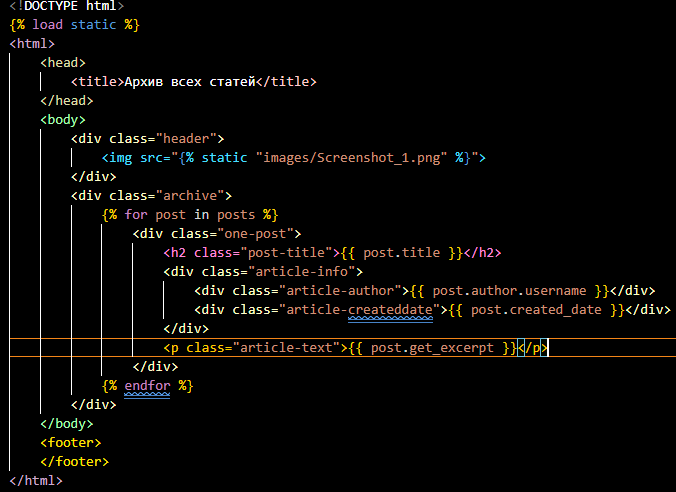 <!DOCTYPE html>
{% load static %}
<html>
<head>
<title>Архив всех статей</title>
</head>
<body>
<div class="header">
<img src="{% static "images/Screenshot_1.png" %}">
</div>
<div class="archive">
{% for post in posts %}
<div class="one-post">
<h2 class="post-title">{{ post.title }}</h2>
<div class="article-info">
<div class="article-author">{{ post.author.username }}</div>
<div class="article-createddate">{{ post.created_date }}</div>
</div>
<p class="article-text">{{ post.get_excerpt }}</p>
</div>
{% endfor %}
</div>
</body>
<footer>
</footer>
</html>